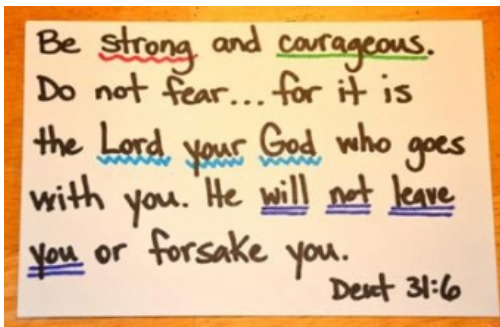 Be strong and courageous.
Do not fear... for it is
the Lord your God who goes
with you. He will not leave
you or forsake you.
Deut 31:6